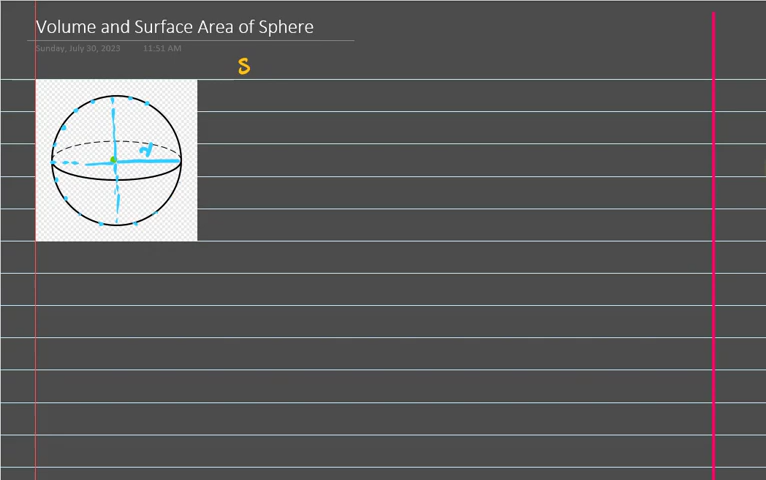 Volume and Surface Area of Sphere
Sunday, July 30, 2023 11:51 AM
S
r